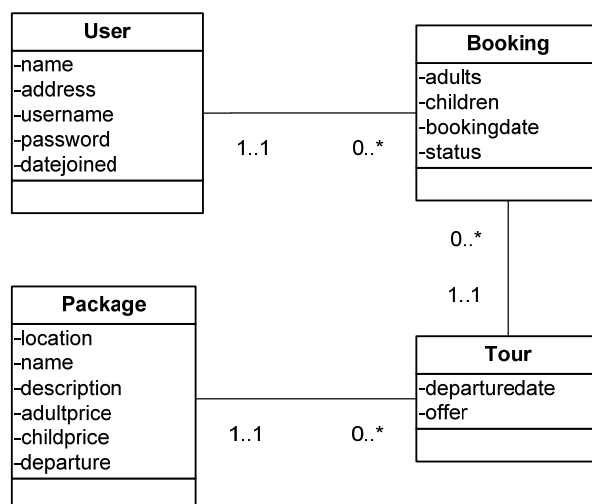 User
-name
-address
-username
-password
-datejoined
1..1
0..*
Booking
-adults
-children
-bookingdate
-status
0..*
1..1
Package
-location
-name
-description
-adultprice
-childprice
-departure
1..1
0..*
Tour
-departuredate
-offer